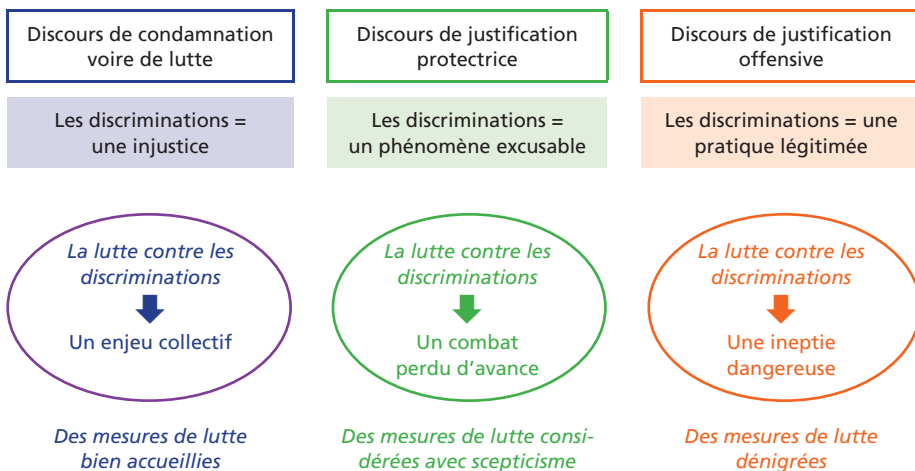 Discours de condamnation
voire de lutte
Les discriminations =
une injustice
La lutte contre les
discriminations
Un enjeu collectif
Des mesures de lutte
bien accueillies
Discours de justification
protectrice
Les discriminations =
un phénomène excusable
La lutte contre les
discriminations
Un combat
perdu d'avance
Des mesures de lutte consi-
dérées avec scepticisme
Discours de justification
offensive
Les discriminations = une
pratique légitimée
La lutte contre les
discriminations
Une ineptie
dangereuse
Des mesures de lutte
dénigrées